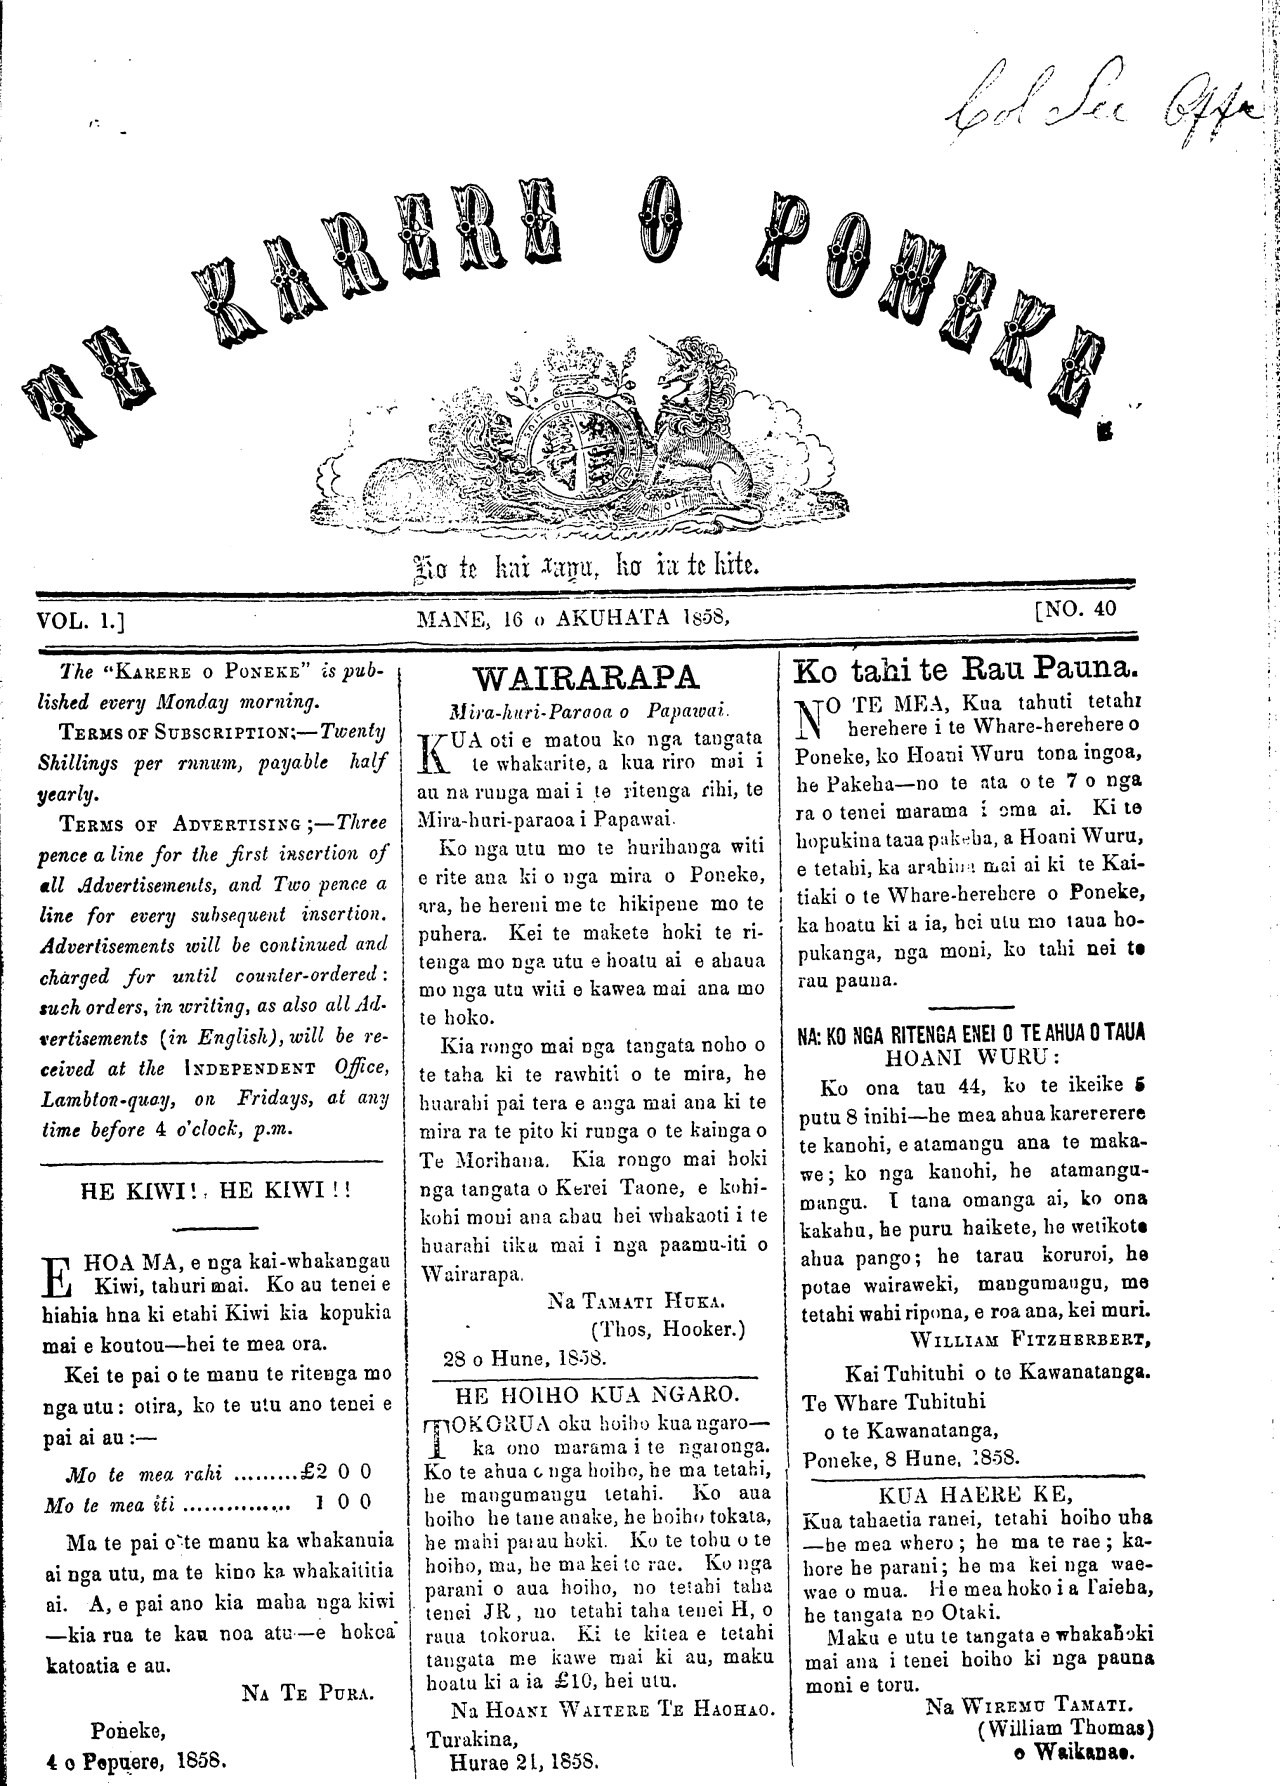 Col Sec Offe
TE KARERE O PONEKE.
SOIT QUI MAL
DROIT
Ko te kai rapu, ko ia te kite.
VOL. 1.]
MANE, 16 o AKUHATA 1858,
[NO. 40
The "KARERE O PONEKE" is pub-
lished every Monday morning.
TERMS OF SUBSCRIPTION;—Twenty
Shillings per rnnum, payable half
yearly.
TERMS OF ADVERTISING;—Three
pence a line for the first insertion of
all Advertisements, and Two pence a
line for every subsequent insertion.
Advertisements will be continued and
charged for until counter-ordered:
such orders, in writing, as also all Ad-
vertisements (in English), will be re-
ceived at the INDEPENDENT Office,
Lambton-quay, on Fridays, at any
time before 4 o'clock, p.m.
HE KIWI! HE KIWI!!
E HOA MA, e nga kai-whakangau
Kiwi, tahuri mai. Ko au tenei e
hiahia hna ki etahi Kiwi kia kopukia
mai e koutou—hei te mea ora.
Kei te pai o te manu te ritenga mo
nga utu: otira, ko te utu ano tenei e
pai ai au:—
Mo te mea rahi .........£2 0 0
Mo te mea iti ............... 1 0 0
Ma te pai o te manu ka whakanuia
ai nga utu, ma te kino ka whakaititia
ai. A, e pai ano kia maha nga kiwi
—kia rua te kau noa atu—e hokoa
katoatia e au.
NA TE PURA.
Poneke,
4 o Pepuere, 1858.
WAIRARAPA
Mira-huri-Paraoa o Papawai.
KUA oti e matou ko nga tangata
te whakarite, a kua riro mai i
au na runga mai i te ritenga rihi, te
Mira-huri-paraoa i Papawai.
Ko nga utu mo te hurihanga witi
e rite ana ki o nga mira o Poneke,
ara, he hereni me te hikipene mo te
puhera. Kei te makete hoki te ri-
tenga mo nga utu e hoatu ai e ahaua
mo nga utu witi e kawea mai ana mo
te hoko.
Kia rongo mai nga tangata noho o
te taha ki te rawhiti o te mira, he
huarahi pai tera e anga mai ana ki te
mira ra te pito ki runga o te kainga o
Te Morihana. Kia rongo mai hoki
nga tangata o Kerei Taone, e kohi-
kohi moui ana ahau hei whakaoti i te
huarahi tika mai i nga paamu-iti o
Wairarapa.
Na TAMATI HUKA.
(Thos, Hooker.)
28 o Hune, 1858.
HE HOIHO KUA NGARO.
TOKORUA oku hoiho kua ngaro—
ka ono marama i te ngaronga.
Ko te ahua o nga hoiho, he ma tetahi,
he mangumangu tetahi. Ko aua
hoiho he tane anake, he hoiho tokata,
he mahi parau hoki. Ko te tohu o te
hoiho, ma, he ma kei te rae. Ko nga
parani o aua hoiho, no tetahi taha
tenei JR, no tetahi taha tenei H, o
raua tokorua. Ki te kitea e tetahi
tangata me kawe mai ki au, maku
hoatu ki a ia £10, hei utu.
Na HOANI WAITERE TE HAOHAO.
Turakina,
Hurae 21, 1858.
Ko tahi te Rau Pauna.
NO TE MEA, Kua tahuti tetahi
herehere i te Whare-herehere o
Poneke, ko Hoani Wuru tona ingoa,
he Pakeha—no te ata o te 7 o nga
ra o tenei marama i oma ai. Ki te
hopukina taua pakeha, a Hoani Wuru,
e tetahi, ka arahina mai ai ki te Kai-
tiaki o te Whare-herehere o Poneke,
ka hoatu ki a ia, hei utu mo taua ho-
pukanga, nga moni, ko tahi nei te
rau pauna.
NA: KO NGA RITENGA ENEI O TE AHUA O TAUA
HOANI WURU:
Ko ona tau 44, ko te ikeike 5
putu 8 inihi—he mea ahua karererere
te kanohi, e atamangu ana te maka-
we; ko nga kanohi, he atamangu-
mangu. I tana omanga ai, ko ona
kakahu, he puru haikete, he wetikote
ahua pango; he tarau koruroi, he
potae wairaweki, mangumangu, me
tetahi wahi ripona, e roa ana, kei muri.
WILLIAM FITZHERBERT,
Kai Tuhituhi o te Kawanatanga.
Te Whare Tuhituhi
o te Kawanatanga,
Poneke, 8 Hune, 1858.
KUA HAERE KE,
Kua tahaetia ranei, tetahi hoiho uha
—he mea whero; he ma te rae; ka-
hore he parani; he ma kei nga wae-
wae o mua. He mea hoko i a Taieha,
he tangata no Otaki.
Maku e utu te tangata e whakahoki
mai ana i tenei hoiho ki nga pauna
moni e toru.
Na WIREMU TAMATI.
(William Thomas)
o Waikanae.